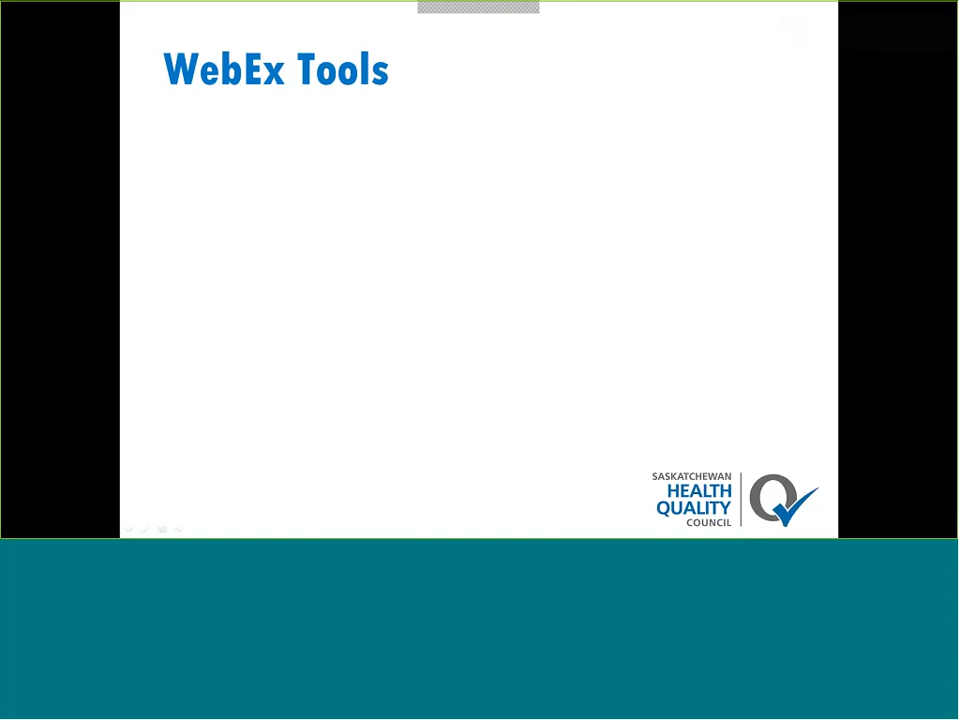 WebEx Tools
SASKATCHEWAN
HEALTH
QUALITY
COUNCIL